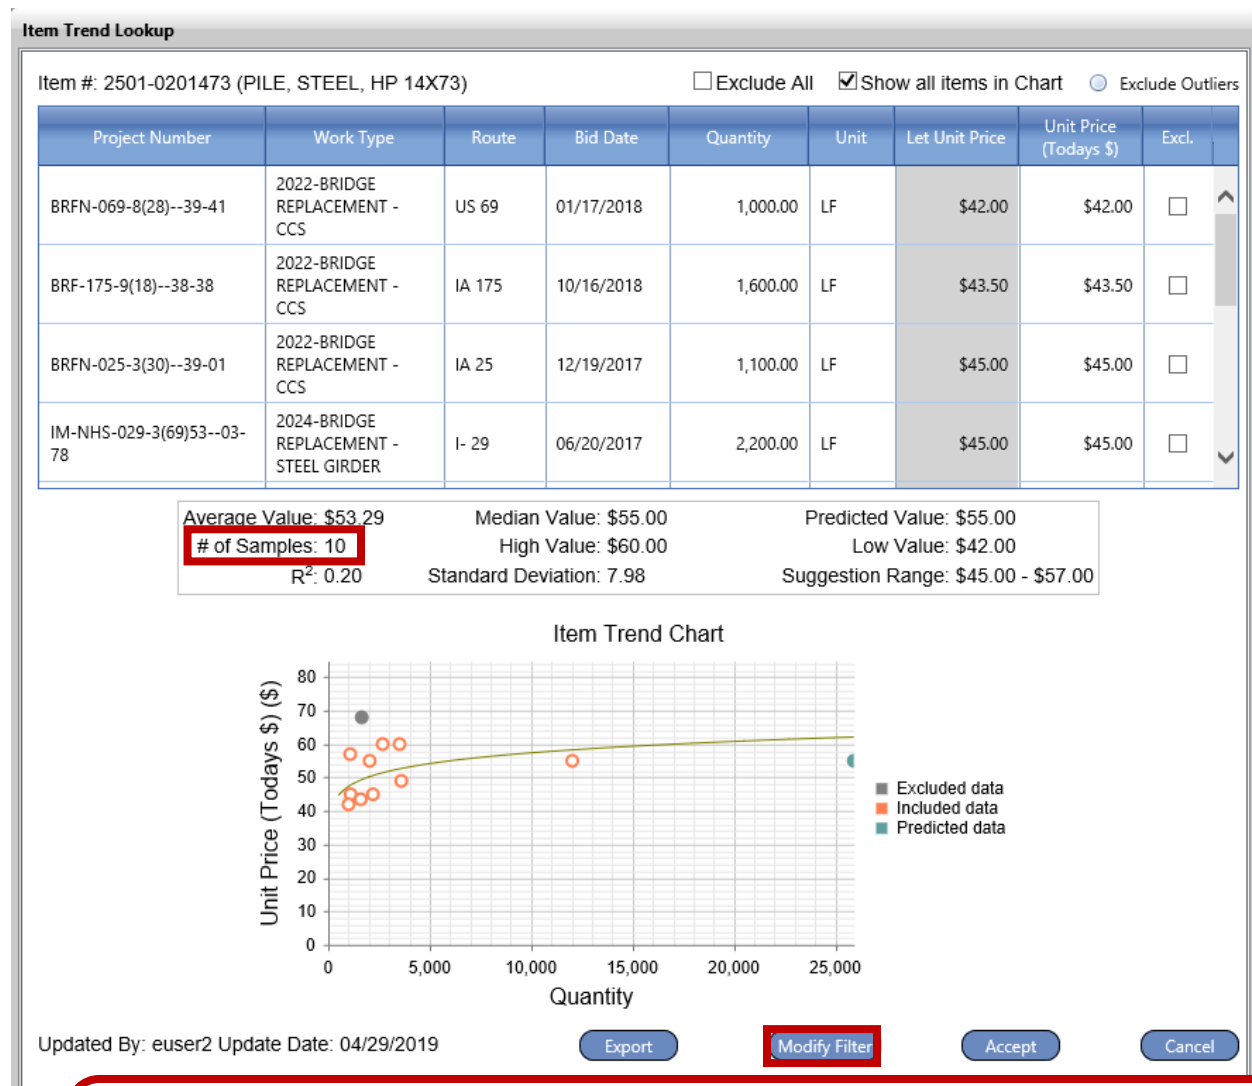 Item Trend Lookup
Item #: 2501-0201473 (PILE, STEEL, HP 14X73) Exclude All Show all items in Chart Exclude Outliers
Project Number Work Type Route Bid Date Quantity Unit Let Unit Price Unit Price (Todays $) Excl.
BRFN-069-8(28)--39-41 2022-BRIDGE REPLACEMENT - CCS US 69 01/17/2018 1,000.00 LF $42.00 $42.00
BRF-175-9(18)--38-38 2022-BRIDGE REPLACEMENT - CCS IA 175 10/16/2018 1,600.00 LF $43.50 $43.50
BRFN-025-3(30)--39-01 2022-BRIDGE REPLACEMENT - CCS IA 25 12/19/2017 1,100.00 LF $45.00 $45.00
IM-NHS-029-3(69)53--03-78 2024-BRIDGE REPLACEMENT - STEEL GIRDER I- 29 06/20/2017 2,200.00 LF $45.00 $45.00
Average Value: $53.29 Median Value: $55.00 Predicted Value: $55.00
# of Samples: 10 High Value: $60.00 Low Value: $42.00
R²: 0.20 Standard Deviation: 7.98 Suggestion Range: $45.00 - $57.00
Item Trend Chart
Unit Price (Todays $) ($)
80
70
60
50
40
30
20
10
0
0 5,000 10,000 15,000 20,000 25,000
Quantity
Excluded data
Included data
Predicted data
Updated By: euser2 Update Date: 04/29/2019 Export Modify Filter Accept Cancel